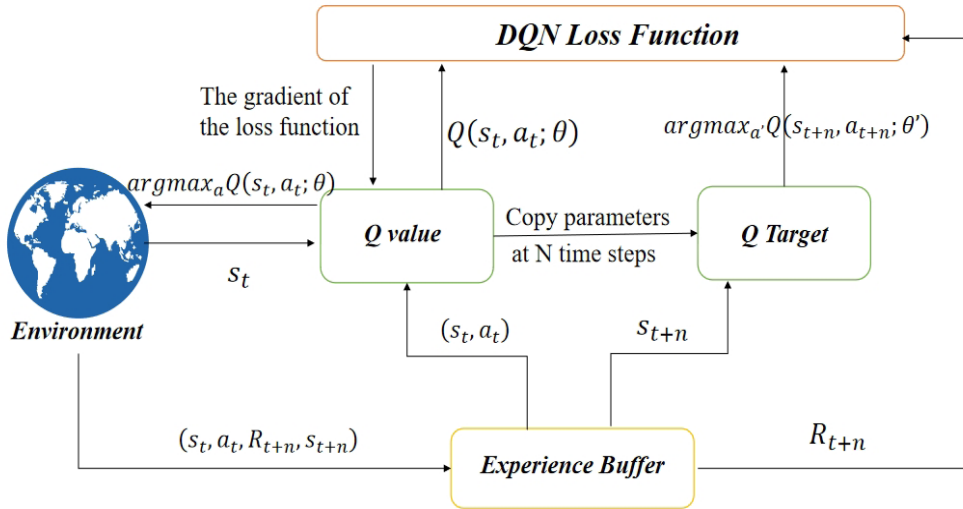 DQN Loss Function
The gradient of
the loss function
Q(s_t, a_t; θ)
argmax_{a'}Q(s_{t+n}, a_{t+n}; θ')
argmax_a Q(s_t, a_t; θ)
Q value
Copy parameters
at N time steps
Q Target
s_t
Environment
(s_t, a_t)
s_{t+n}
(s_t, a_t, R_{t+n}, s_{t+n})
Experience Buffer
R_{t+n}